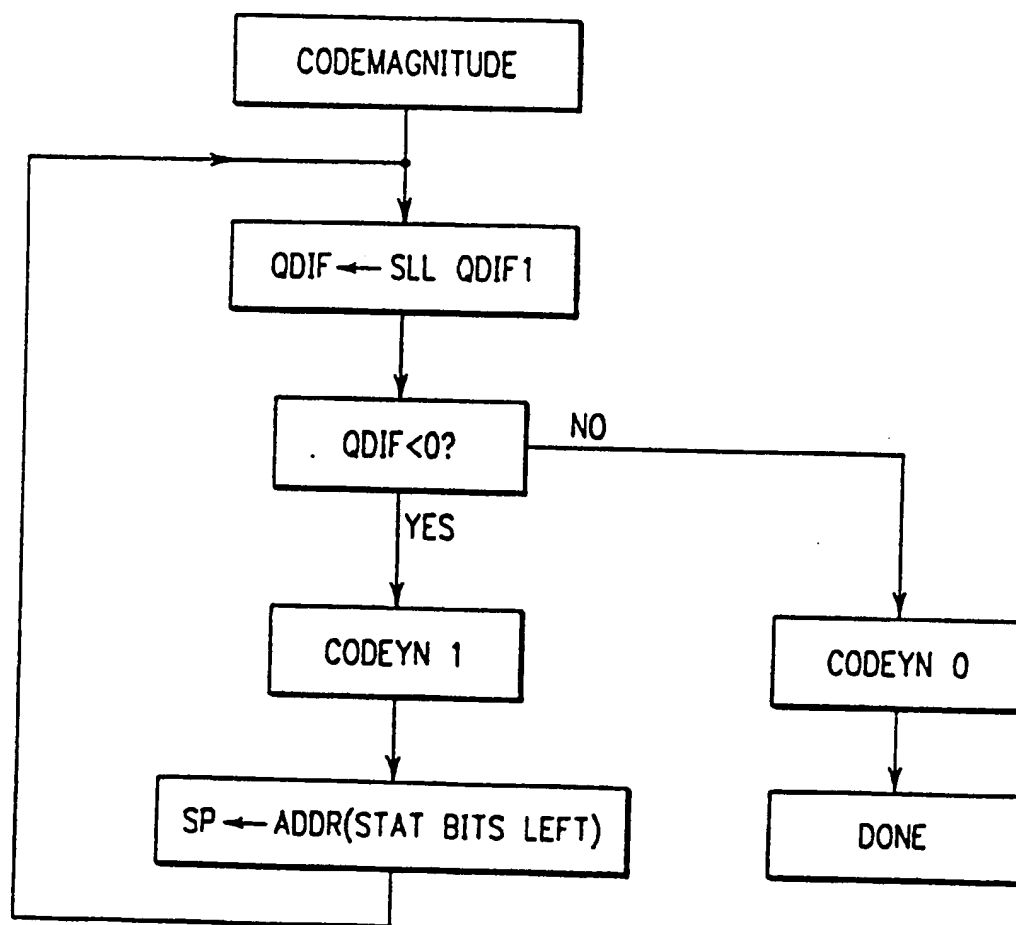 CODEMAGNITUDE
QDIF ← SLL QDIF1
QDIF<0?
NO
YES
CODEYN 1
CODEYN 0
SP ← ADDR(STAT BITS LEFT)
DONE